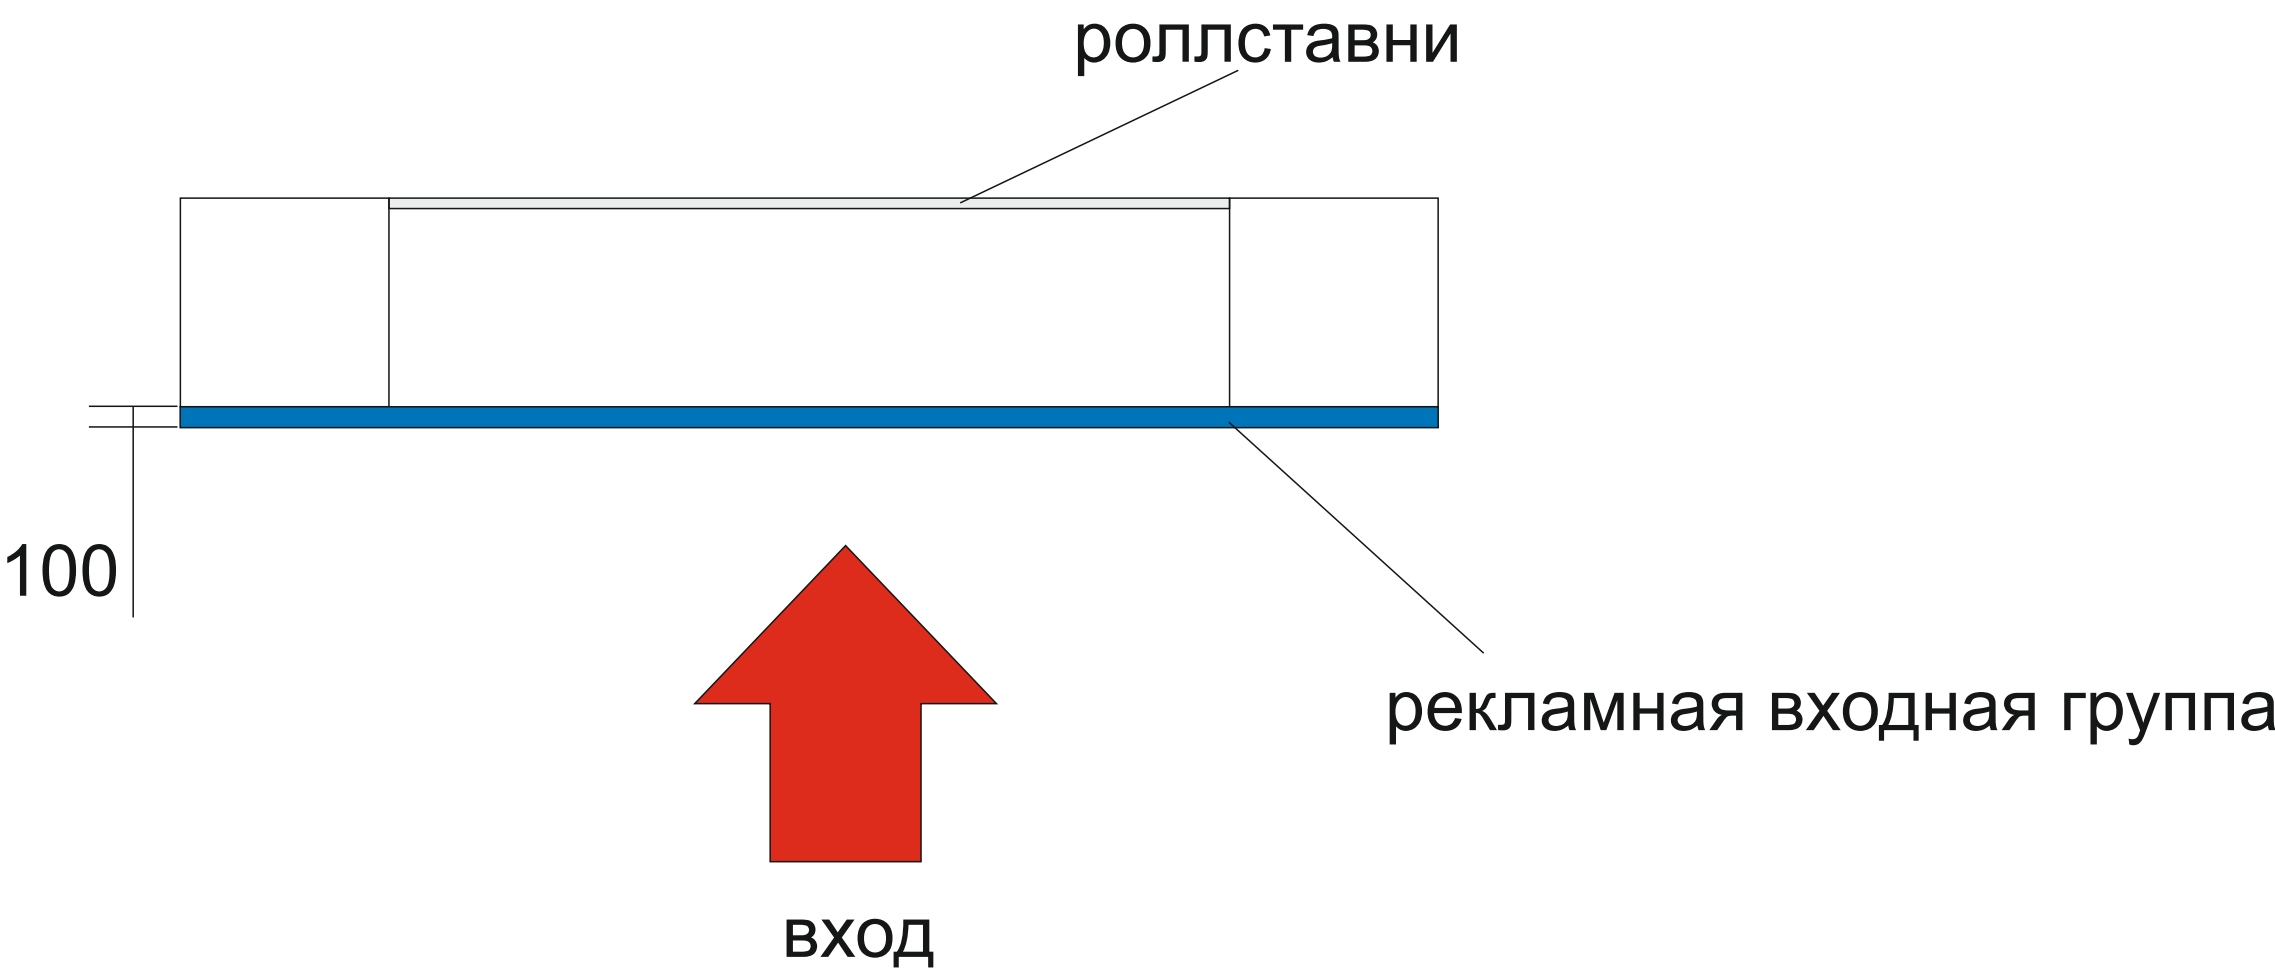 роллставни
100
рекламная входная группа
вход